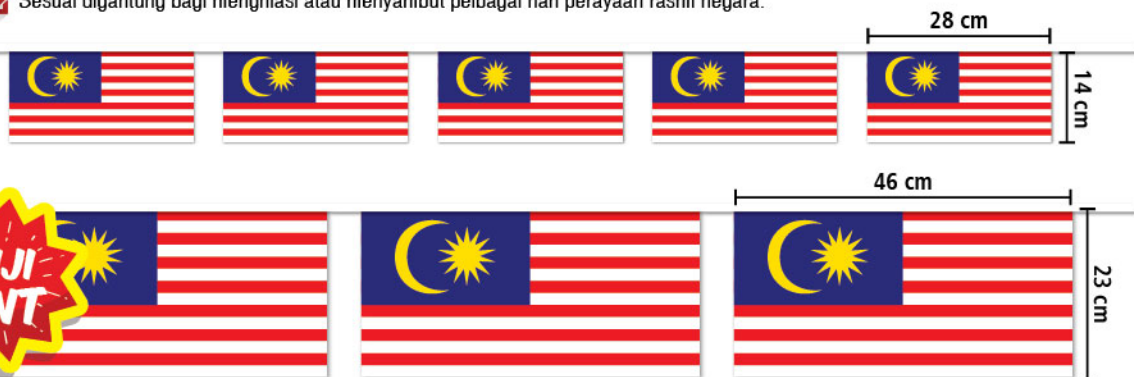 Sesuai digantung bagi menghiasi atau menyambut pelbagai hari perayaan rasmi negara.
28 cm
14 cm
46 cm
23 cm